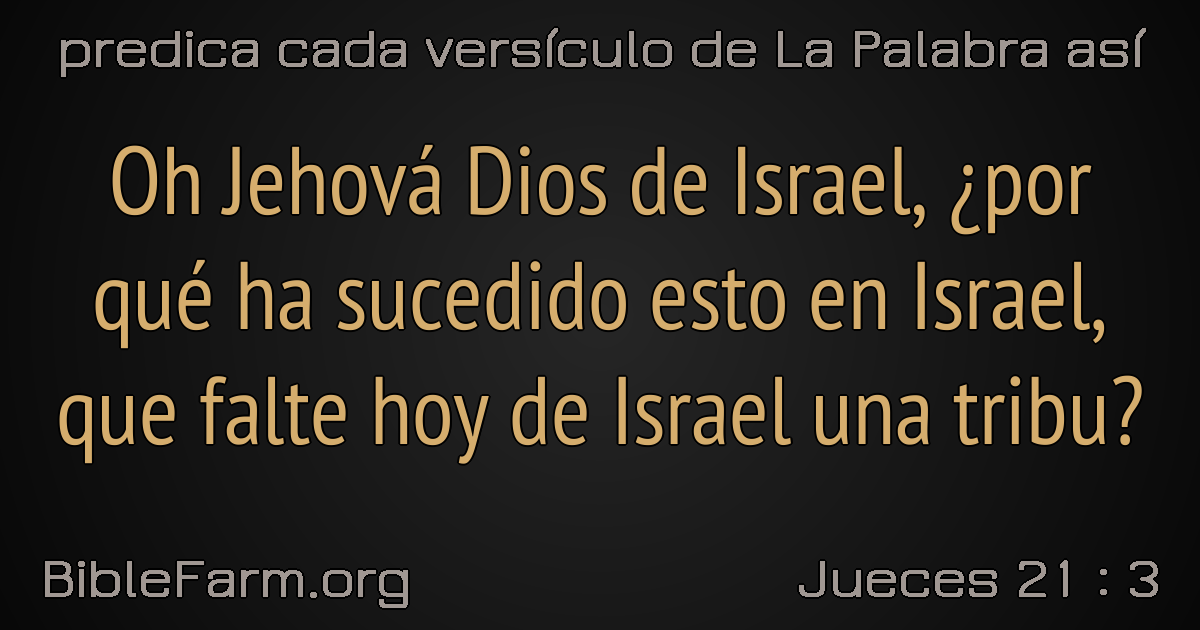 predica cada versículo de La Palabra así
Oh Jehová Dios de Israel, ¿por
qué ha sucedido esto en Israel,
que falte hoy de Israel una tribu?
BibleFarm.org
Jueces 21 : 3